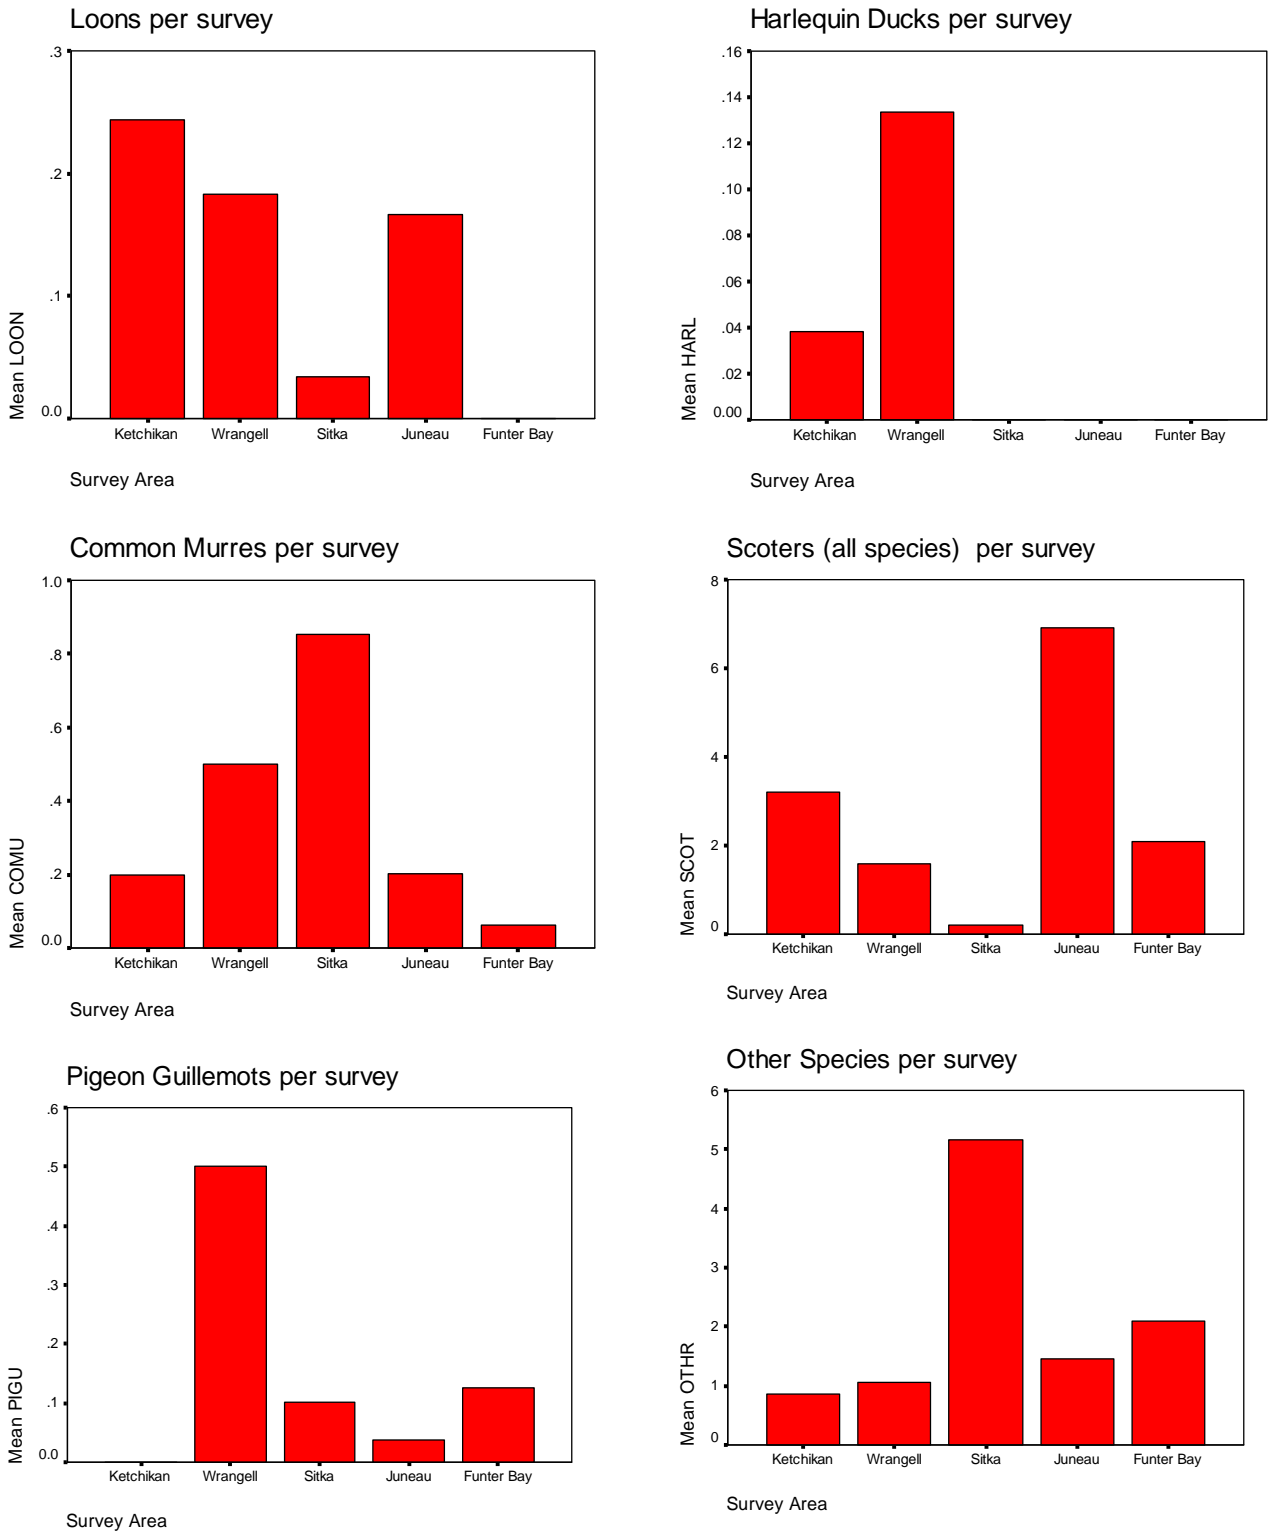 Loons per survey
.3
.2
.1
0.0
Mean LOON
Ketchikan Wrangell Sitka Juneau Funter Bay
Survey Area
Harlequin Ducks per survey
.16
.14
.12
.10
.08
.06
.04
.02
0.00
Mean HARL
Ketchikan Wrangell Sitka Juneau Funter Bay
Survey Area
Common Murres per survey
1.0
.8
.6
.4
.2
0.0
Mean COMU
Ketchikan Wrangell Sitka Juneau Funter Bay
Survey Area
Scoters (all species)  per survey
8
6
4
2
0
Mean SCOT
Ketchikan Wrangell Sitka Juneau Funter Bay
Survey Area
Pigeon Guillemots per survey
.6
.5
.4
.3
.2
.1
0.0
Mean PIGU
Ketchikan Wrangell Sitka Juneau Funter Bay
Survey Area
Other Species per survey
6
5
4
3
2
1
0
Mean OTHR
Ketchikan Wrangell Sitka Juneau Funter Bay
Survey Area